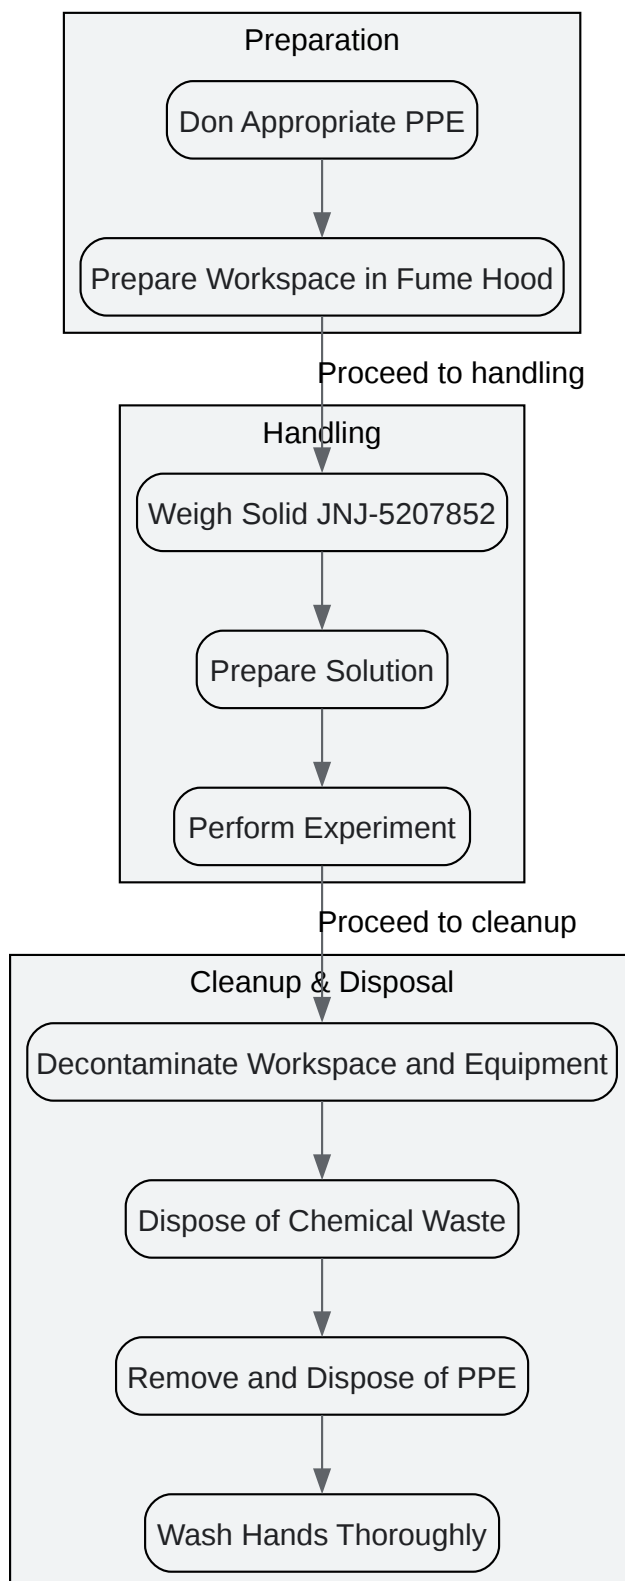 Preparation
Don Appropriate PPE
Prepare Workspace in Fume Hood
Proceed to handling
Handling
Weigh Solid JNJ-5207852
Prepare Solution
Perform Experiment
Proceed to cleanup
Cleanup & Disposal
Decontaminate Workspace and Equipment
Dispose of Chemical Waste
Remove and Dispose of PPE
Wash Hands Thoroughly